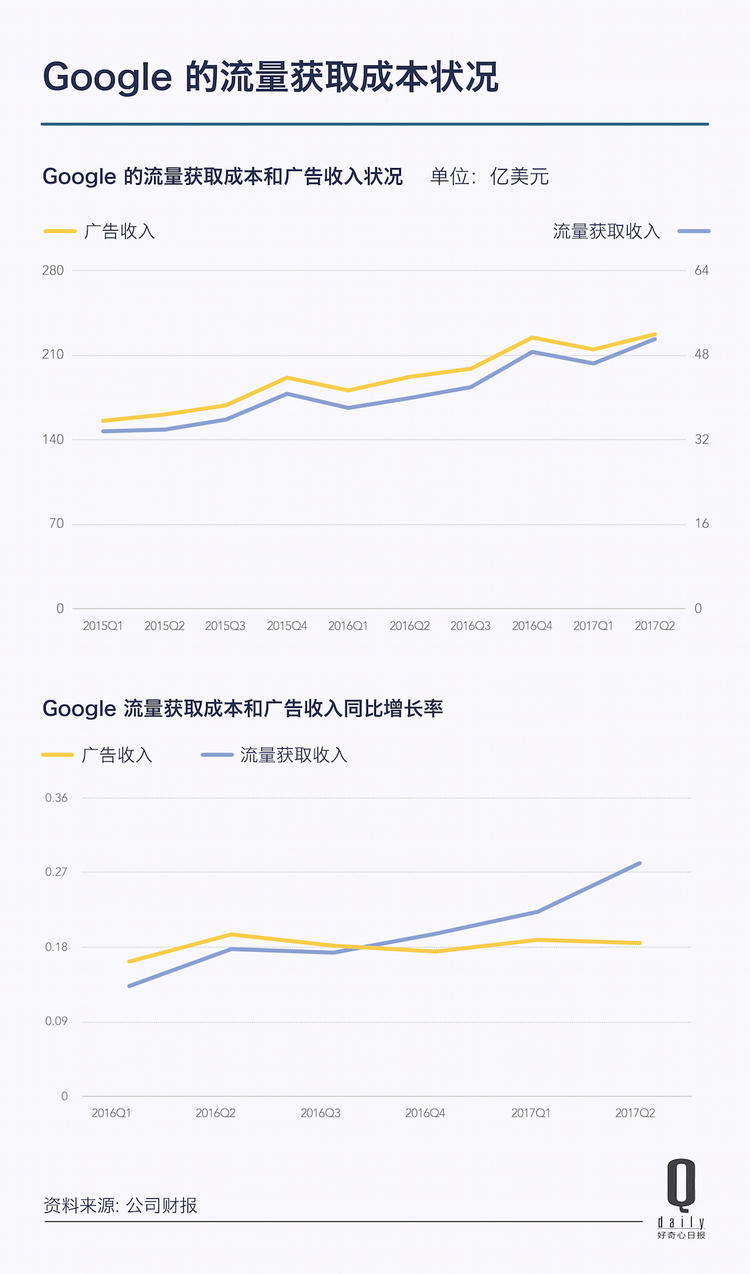 Google 的流量获取成本状况
Google 的流量获取成本和广告收入状况 单位：亿美元
广告收入 流量获取收入
280 64
210 48
140 32
70 16
0 0
2015Q1 2015Q2 2015Q3 2015Q4 2016Q1 2016Q2 2016Q3 2016Q4 2017Q1 2017Q2
Google 流量获取成本和广告收入同比增长率
广告收入 流量获取收入
0.36
0.27
0.18
0.09
0
2016Q1 2016Q2 2016Q3 2016Q4 2017Q1 2017Q2
资料来源: 公司财报
Q
daily
好奇心日报